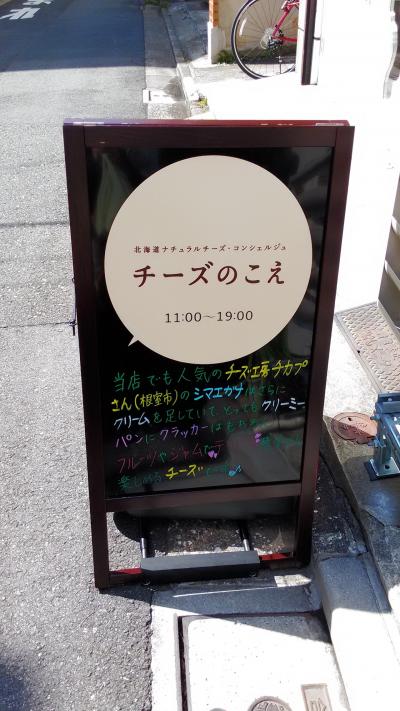 北海道ナチュラルチーズ・コンシェルジュ
チーズのこえ
11:00〜19:00
当店でも人気のチーズ工房チカプ
さん(根室市)のシマエナガはさらに
クリームを足していて、とってもクリーミー
パンにクラッカーはもちろん
フルーツやジャム
楽しめるチーズです